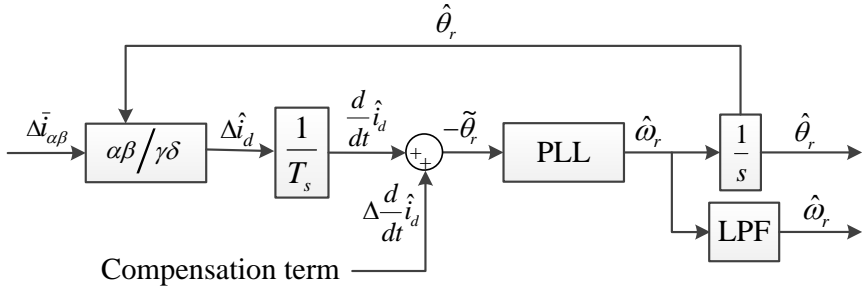 θ̂_r
Δī_αβ
αβ/γδ
Δî_d
1/T_s
d/dt î_d
+
+
−θ̃_r
PLL
ω̂_r
1/s
θ̂_r
Δ d/dt î_d
LPF
ω̂_r
Compensation term